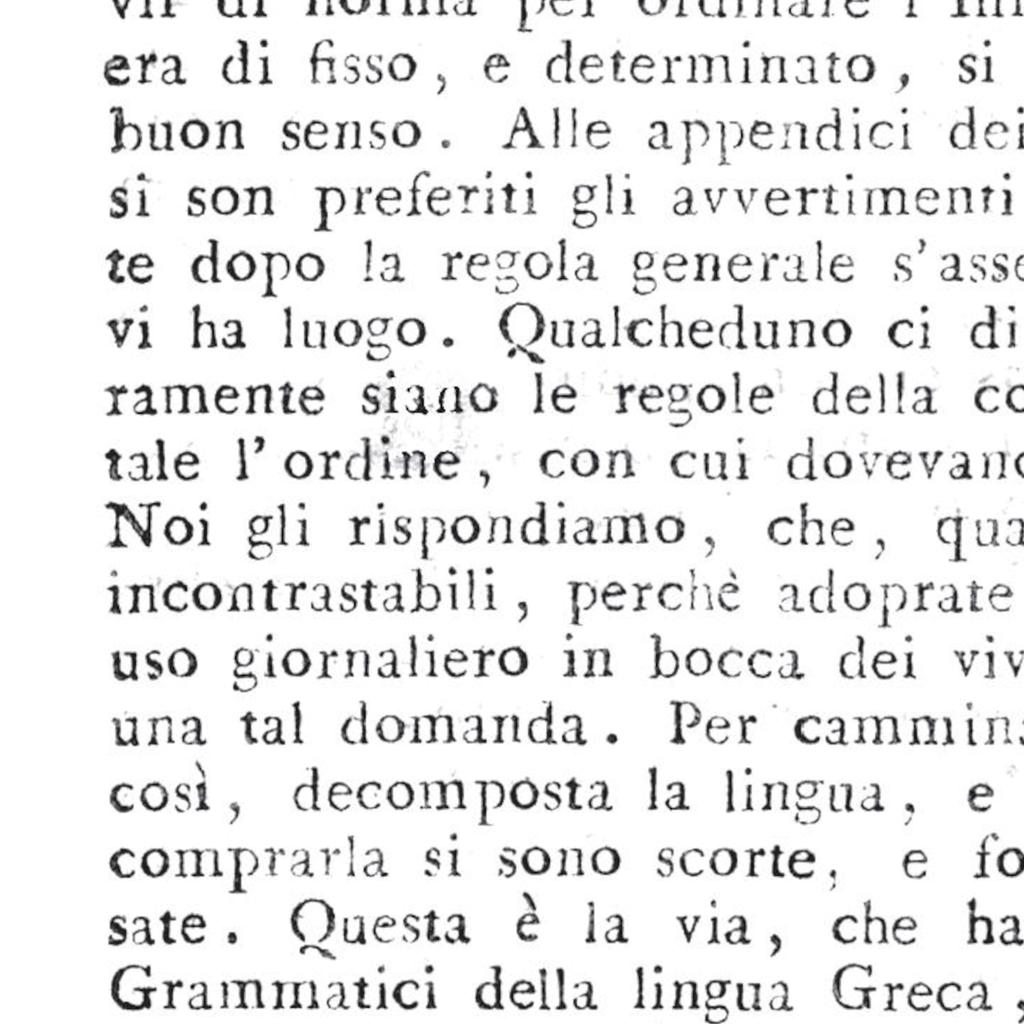 vir di norma per ordinare l'
era di fisso, e determinato, si
buon senso. Alle appendici dei
si son preferiti gli avvertimenti
te dopo la regola generale s'asse
vi ha luogo. Qualcheduno ci di
ramente siano le regole della co
tale l'ordine, con cui dovevano
Noi gli rispondiamo, che, qua
incontrastabili, perchè adoprate
uso giornaliero in bocca dei viv
una tal domanda. Per cammina
così, decomposta la lingua, e
comprarla si sono scorte, e fo
sate. Questa è la via, che ha
Grammatici della lingua Greca,